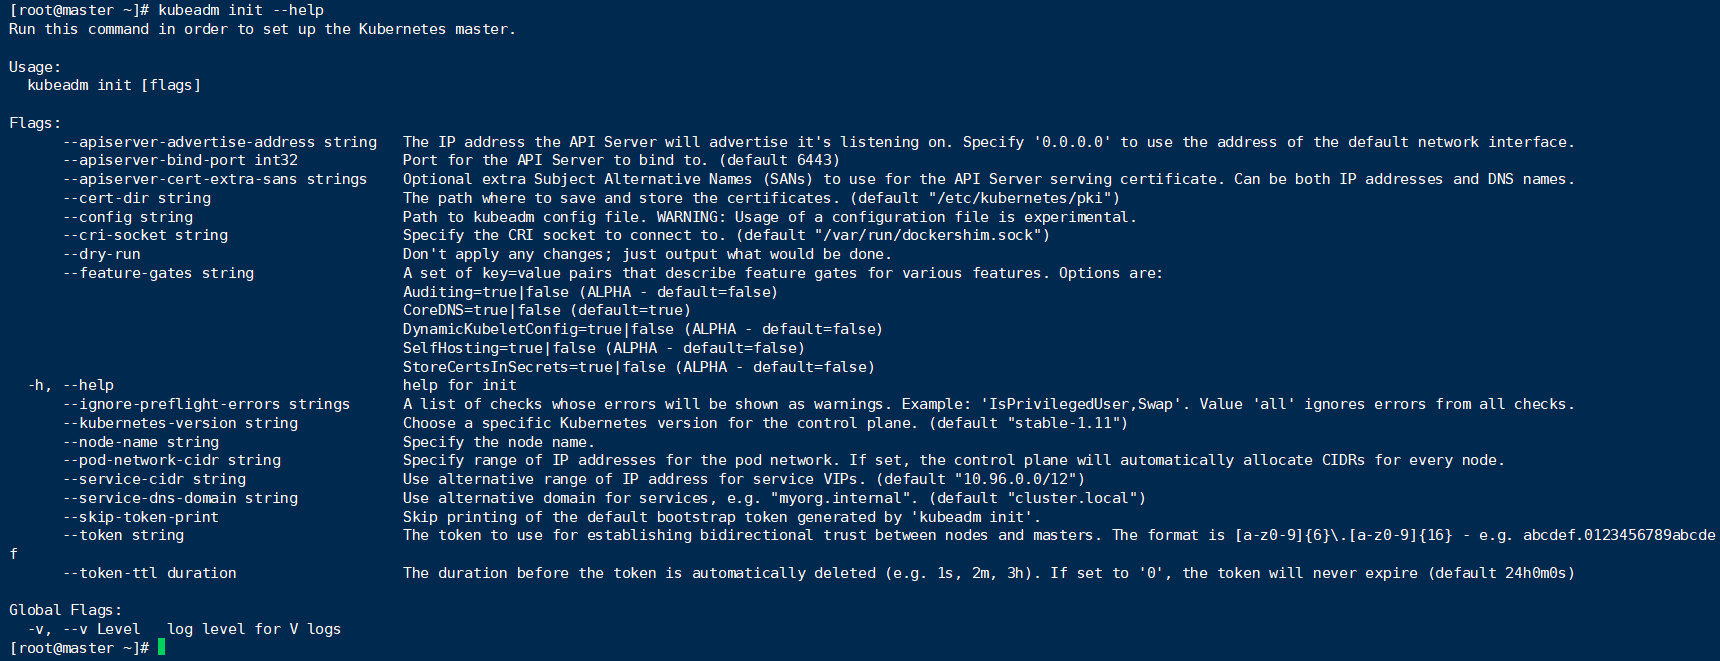 [root@master ~]# kubeadm init --help
Run this command in order to set up the Kubernetes master.
Usage:
  kubeadm init [flags]
Flags:
      --apiserver-advertise-address string   The IP address the API Server will advertise it's listening on. Specify '0.0.0.0' to use the address of the default network interface.
      --apiserver-bind-port int32            Port for the API Server to bind to. (default 6443)
      --apiserver-cert-extra-sans strings    Optional extra Subject Alternative Names (SANs) to use for the API Server serving certificate. Can be both IP addresses and DNS names.
      --cert-dir string                      The path where to save and store the certificates. (default "/etc/kubernetes/pki")
      --config string                        Path to kubeadm config file. WARNING: Usage of a configuration file is experimental.
      --cri-socket string                    Specify the CRI socket to connect to. (default "/var/run/dockershim.sock")
      --dry-run                              Don't apply any changes; just output what would be done.
      --feature-gates string                 A set of key=value pairs that describe feature gates for various features. Options are:
                                             Auditing=true|false (ALPHA - default=false)
                                             CoreDNS=true|false (default=true)
                                             DynamicKubeletConfig=true|false (ALPHA - default=false)
                                             SelfHosting=true|false (ALPHA - default=false)
                                             StoreCertsInSecrets=true|false (ALPHA - default=false)
  -h, --help                                 help for init
      --ignore-preflight-errors strings      A list of checks whose errors will be shown as warnings. Example: 'IsPrivilegedUser,Swap'. Value 'all' ignores errors from all checks.
      --kubernetes-version string            Choose a specific Kubernetes version for the control plane. (default "stable-1.11")
      --node-name string                     Specify the node name.
      --pod-network-cidr string              Specify range of IP addresses for the pod network. If set, the control plane will automatically allocate CIDRs for every node.
      --service-cidr string                  Use alternative range of IP address for service VIPs. (default "10.96.0.0/12")
      --service-dns-domain string            Use alternative domain for services, e.g. "myorg.internal". (default "cluster.local")
      --skip-token-print                     Skip printing of the default bootstrap token generated by 'kubeadm init'.
      --token string                         The token to use for establishing bidirectional trust between nodes and masters. The format is [a-z0-9]{6}\.[a-z0-9]{16} - e.g. abcdef.0123456789abcde
f
      --token-ttl duration                   The duration before the token is automatically deleted (e.g. 1s, 2m, 3h). If set to '0', the token will never expire (default 24h0m0s)
Global Flags:
  -v, --v Level   log level for V logs
[root@master ~]#